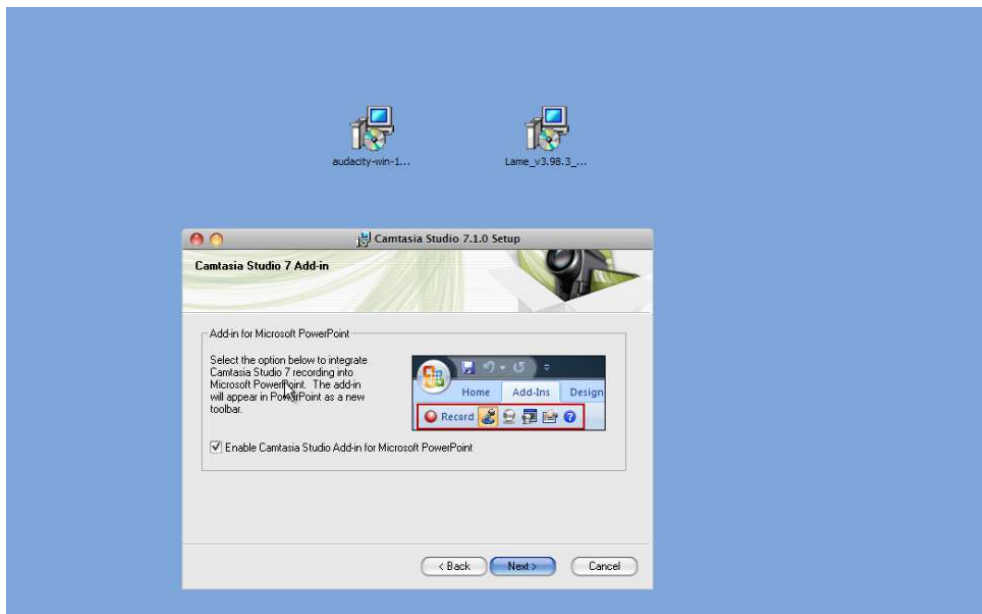 audacity-win-1...
Lame_v3.98.3_...
Camtasia Studio 7.1.0 Setup
Camtasia Studio 7 Add-in
Add-in for Microsoft PowerPoint
Select the option below to integrate
Camtasia Studio 7 recording into
Microsoft PowerPoint. The add-in
will appear in PowerPoint as a new
toolbar.
Home Add-Ins Design
Record
Enable Camtasia Studio Add-in for Microsoft PowerPoint
< Back Next > Cancel